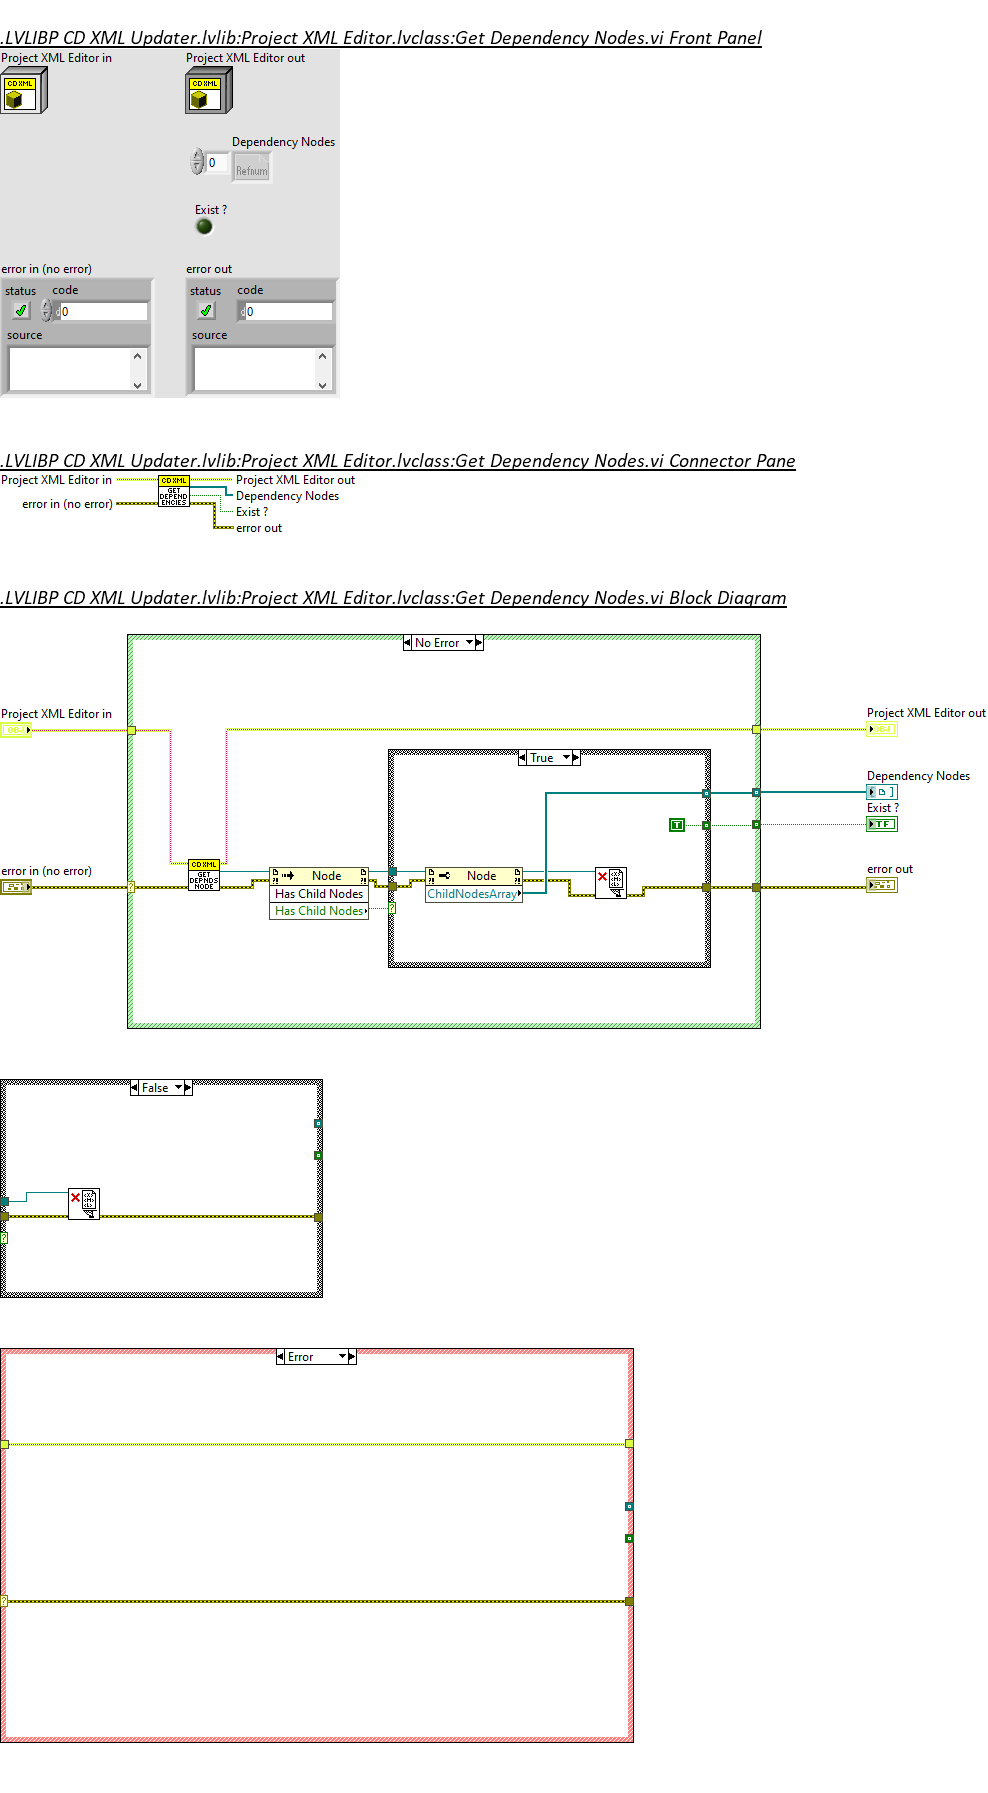 .LVLIBP CD XML Updater.lvlib:Project XML Editor.lvclass:Get Dependency Nodes.vi Front Panel
Project XML Editor in
Project XML Editor out
CD XML
CD XML
Dependency Nodes
0
Refnum
Exist ?
error in (no error)
error out
status
code
status
code
0
0
source
source
.LVLIBP CD XML Updater.lvlib:Project XML Editor.lvclass:Get Dependency Nodes.vi Connector Pane
Project XML Editor in
CD XML
Project XML Editor out
GET
DEPEND
ENCIES
Dependency Nodes
error in (no error)
Exist ?
error out
.LVLIBP CD XML Updater.lvlib:Project XML Editor.lvclass:Get Dependency Nodes.vi Block Diagram
No Error
Project XML Editor in
Project XML Editor out
True
Dependency Nodes
Exist ?
T
TF
error in (no error)
error out
CD XML
GET
DEPNDS
NODE
Node
Has Child Nodes
Has Child Nodes
?
Node
ChildNodesArray
?
False
?
Error
?